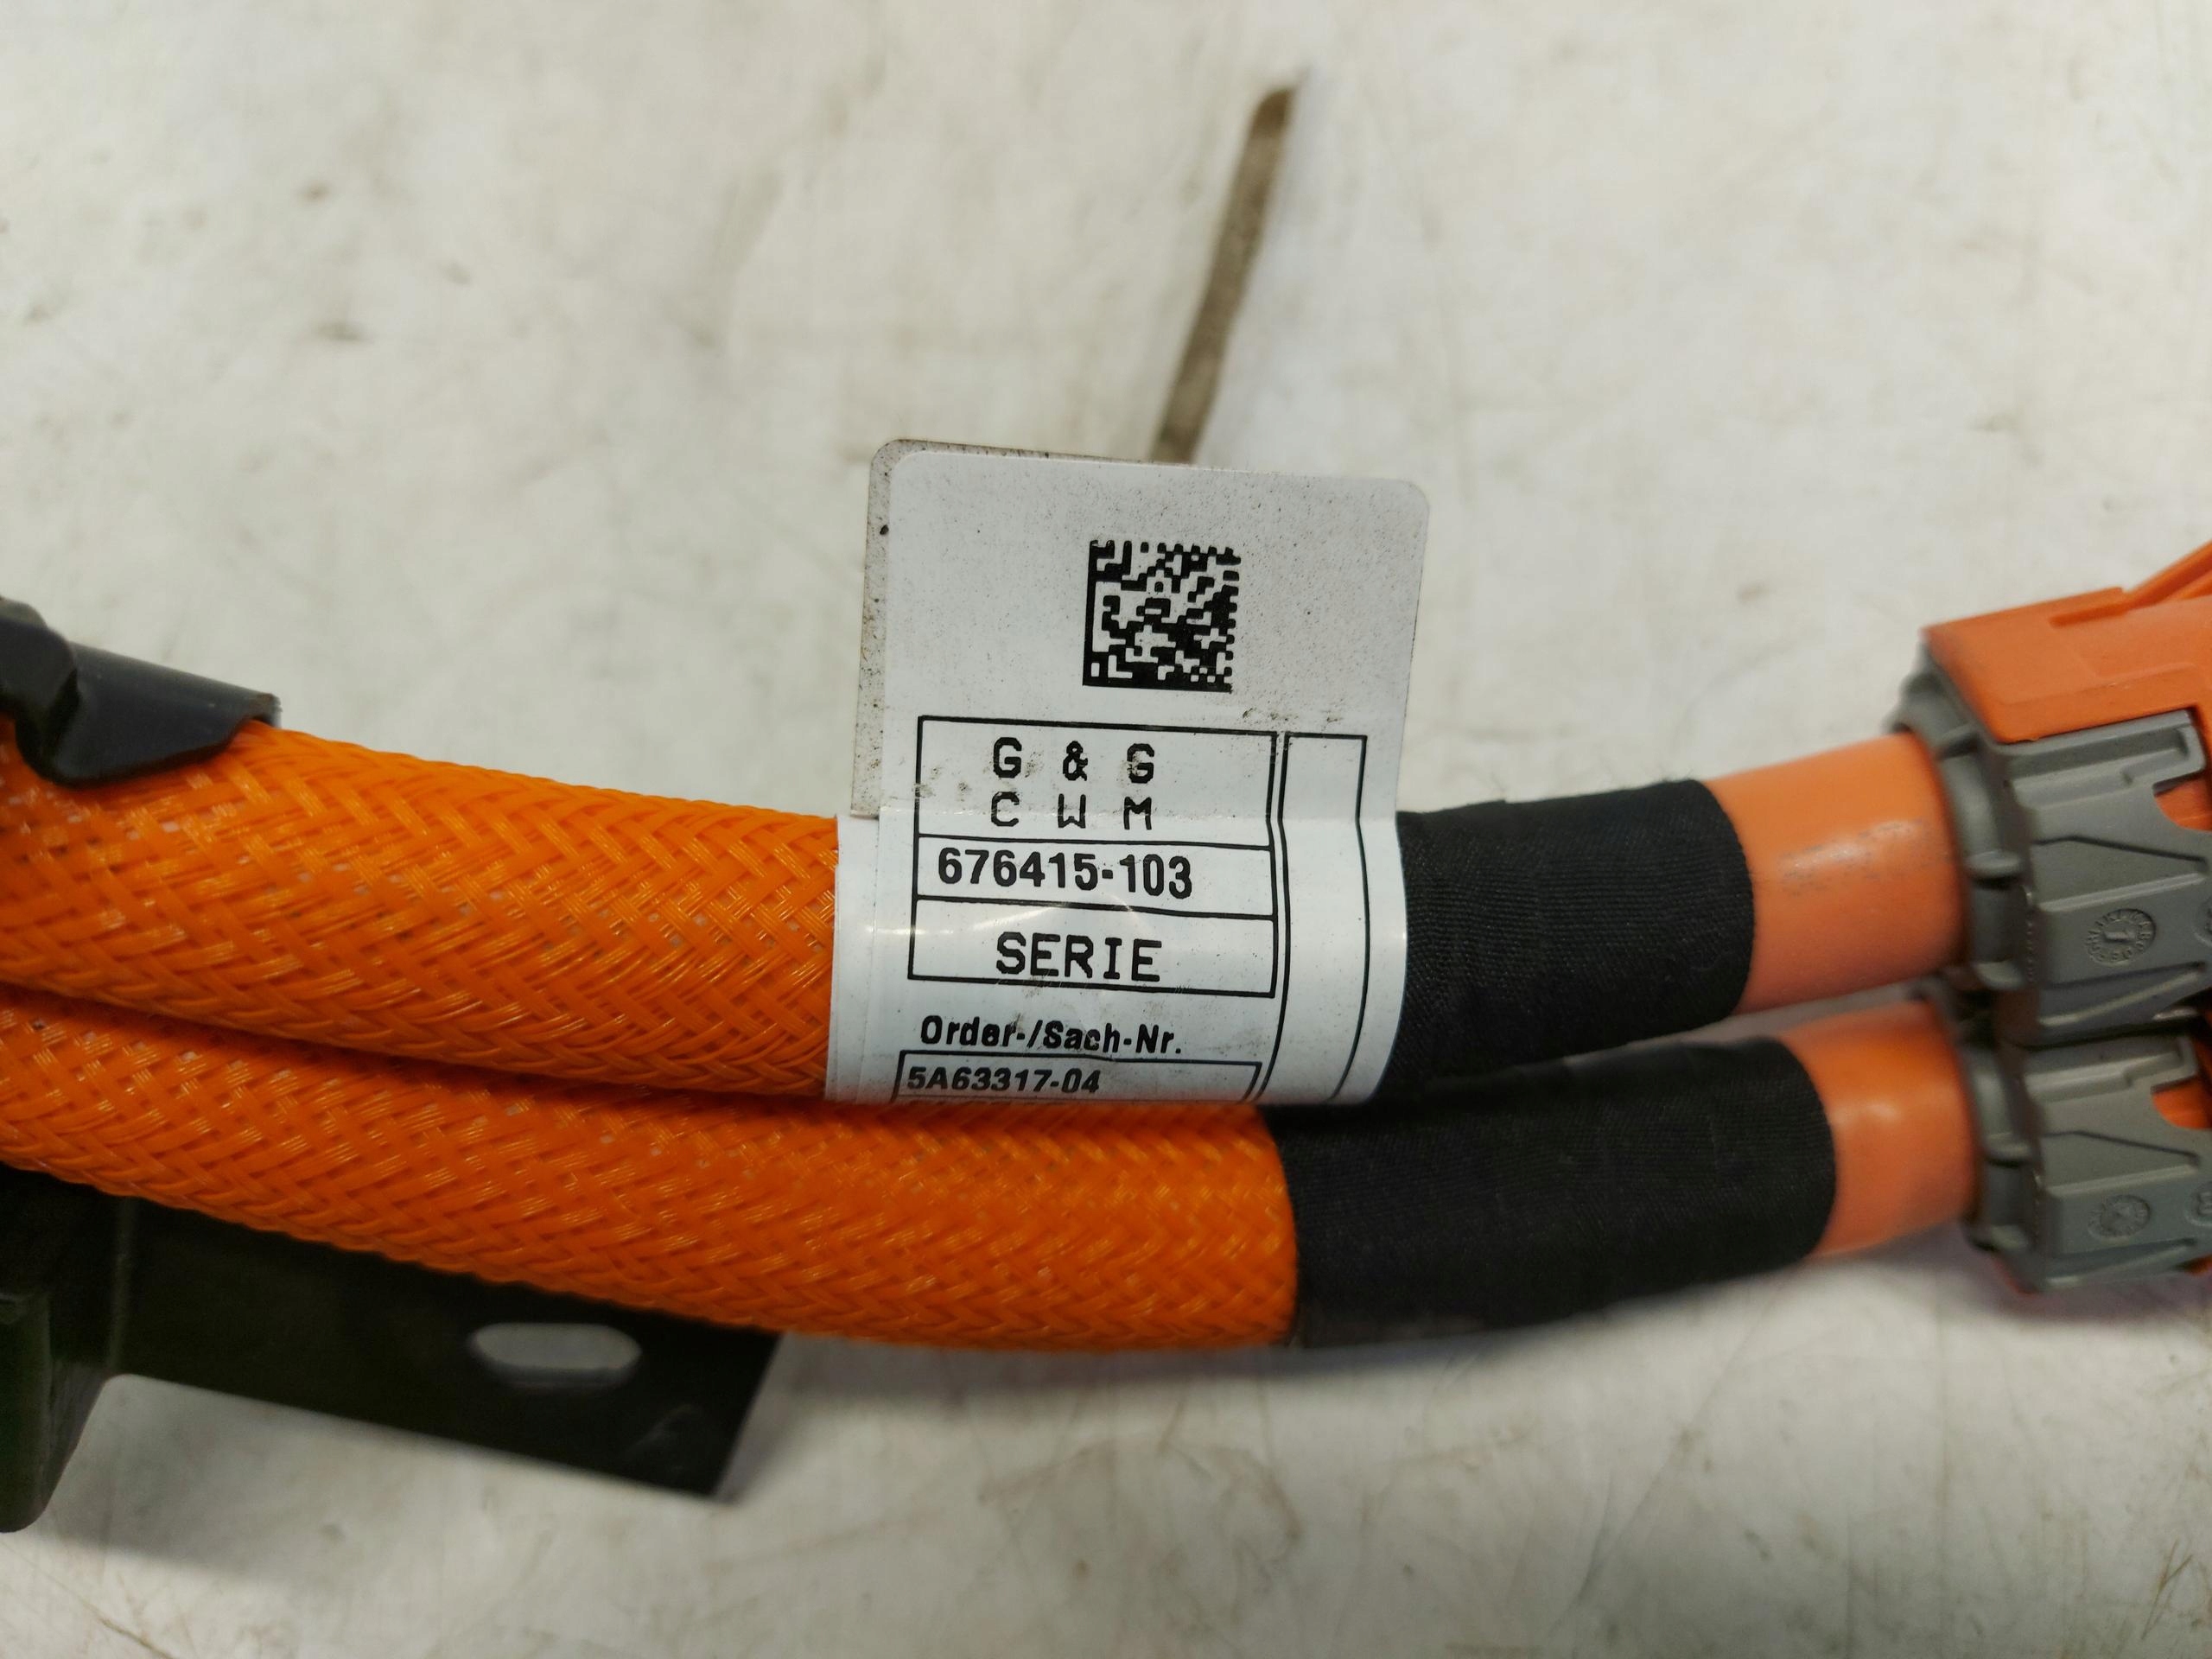 G & G
C W M
676415-103
SERIE
Order-/Sach-Nr.
5A63317-04